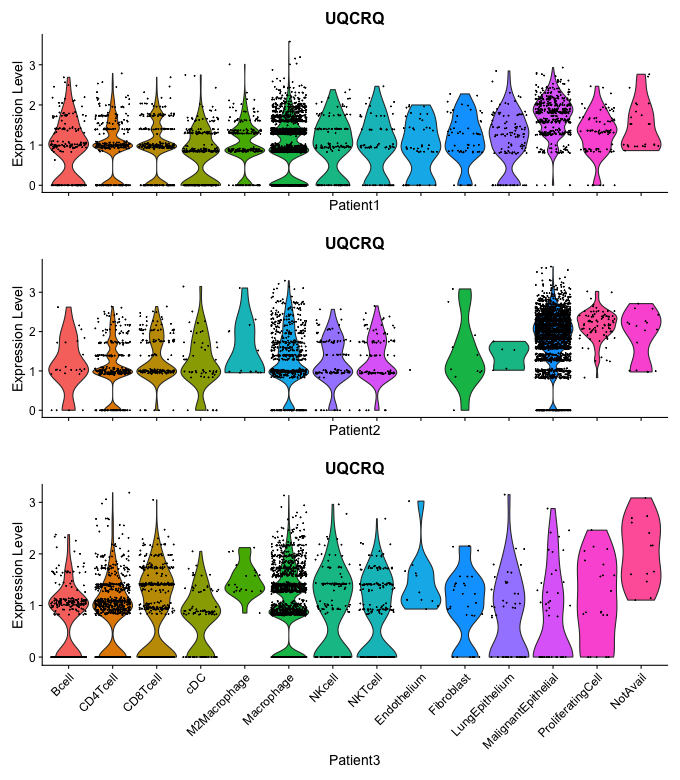 UQCRQ
Expression Level
3
2
1
0
Patient1
UQCRQ
Expression Level
3
2
1
0
Patient2
UQCRQ
Expression Level
3
2
1
0
Bcell
CD4Tcell
CD8Tcell
cDC
M2Macrophage
Macrophage
NKcell
NKTcell
Endothelium
Fibroblast
LungEpithelium
MalignantEpithelial
ProliferatingCell
NotAvail
Patient3